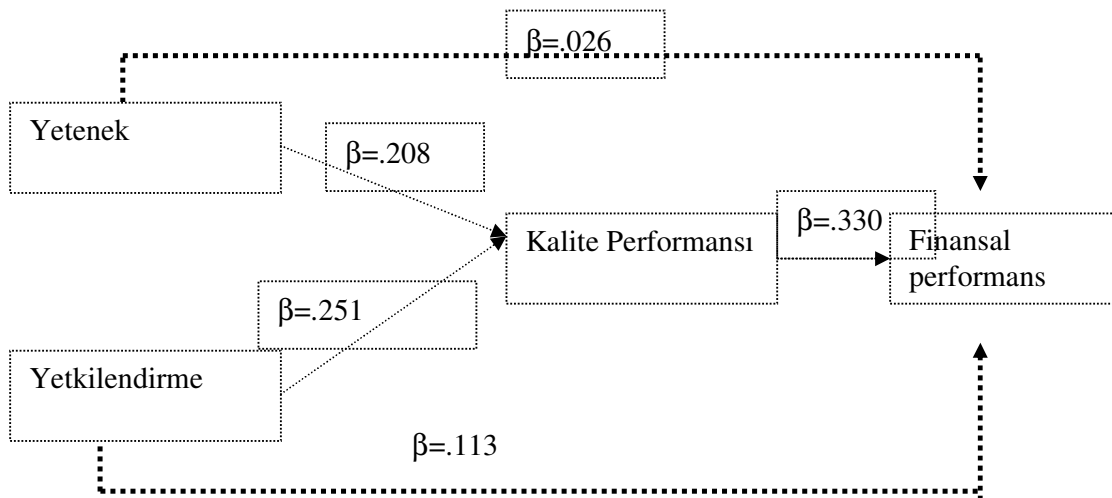 β=.026
Yetenek
β=.208
β=.330
Kalite Performansı
Finansal
performans
β=.251
Yetkilendirme
β=.113